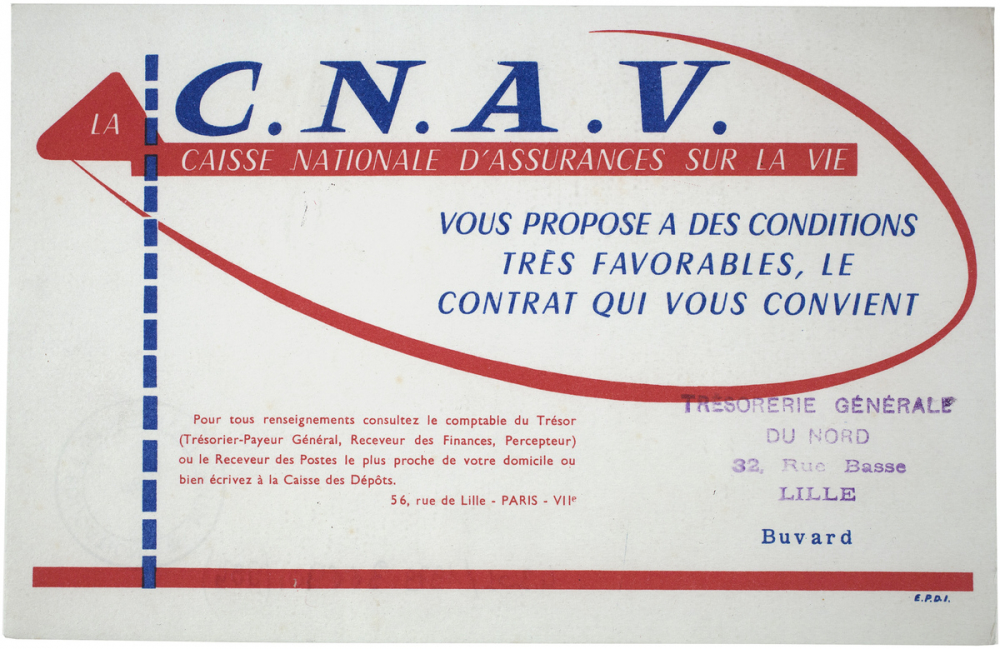 LA
C.N.A.V.
CAISSE NATIONALE D'ASSURANCES SUR LA VIE
VOUS PROPOSE A DES CONDITIONS
TRÈS FAVORABLES, LE
CONTRAT QUI VOUS CONVIENT
Pour tous renseignements consultez le comptable du Trésor
(Trésorier-Payeur Général, Receveur des Finances, Percepteur)
ou le Receveur des Postes le plus proche de votre domicile ou
bien écrivez à la Caisse des Dépôts.
56, rue de Lille - PARIS - VIIe
TRÉSORERIE GÉNÉRALE
DU NORD
32, Rue Basse
LILLE
Buvard
E.P.D.I.